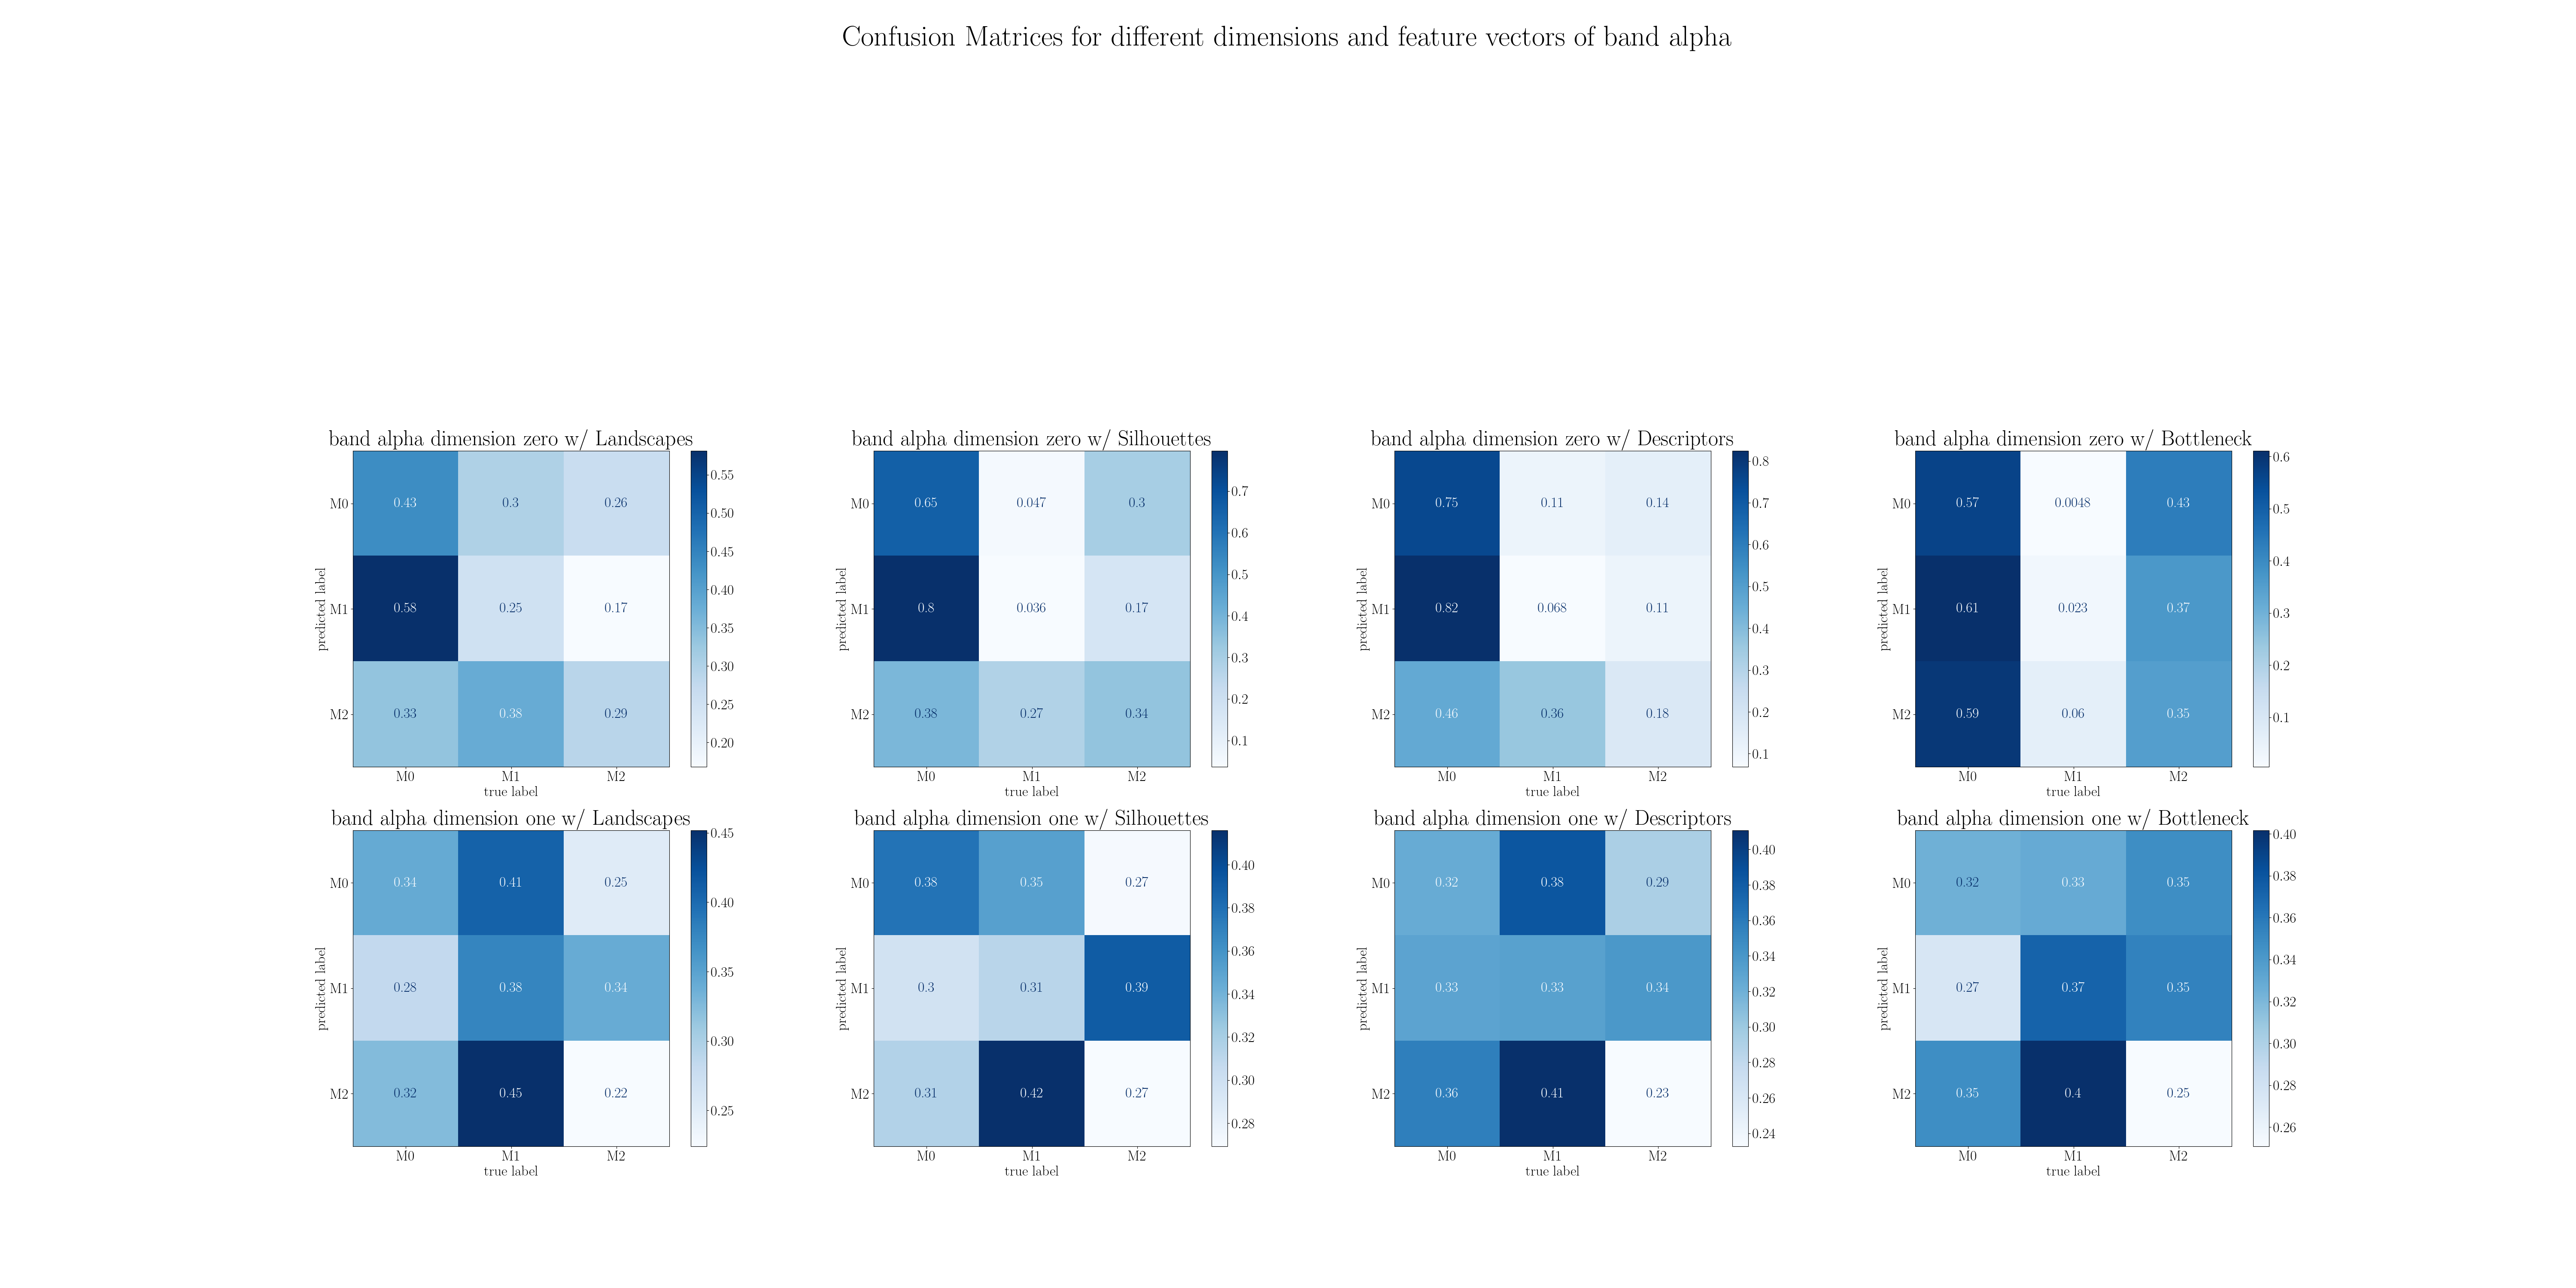 Confusion Matrices for different dimensions and feature vectors of band alpha
band alpha dimension zero w/ Landscapes
predicted label
M0 0.43 0.3 0.26
M1 0.58 0.25 0.17
M2 0.33 0.38 0.29
M0 M1 M2
true label
0.55
0.50
0.45
0.40
0.35
0.30
0.25
0.20
band alpha dimension zero w/ Silhouettes
predicted label
M0 0.65 0.047 0.3
M1 0.8 0.036 0.17
M2 0.38 0.27 0.34
M0 M1 M2
true label
0.7
0.6
0.5
0.4
0.3
0.2
0.1
band alpha dimension zero w/ Descriptors
predicted label
M0 0.75 0.11 0.14
M1 0.82 0.068 0.11
M2 0.46 0.36 0.18
M0 M1 M2
true label
0.8
0.7
0.6
0.5
0.4
0.3
0.2
0.1
band alpha dimension zero w/ Bottleneck
predicted label
M0 0.57 0.0048 0.43
M1 0.61 0.023 0.37
M2 0.59 0.06 0.35
M0 M1 M2
true label
0.6
0.5
0.4
0.3
0.2
0.1
band alpha dimension one w/ Landscapes
predicted label
M0 0.34 0.41 0.25
M1 0.28 0.38 0.34
M2 0.32 0.45 0.22
M0 M1 M2
true label
0.45
0.40
0.35
0.30
0.25
band alpha dimension one w/ Silhouettes
predicted label
M0 0.38 0.35 0.27
M1 0.3 0.31 0.39
M2 0.31 0.42 0.27
M0 M1 M2
true label
0.40
0.38
0.36
0.34
0.32
0.30
0.28
band alpha dimension one w/ Descriptors
predicted label
M0 0.32 0.38 0.29
M1 0.33 0.33 0.34
M2 0.36 0.41 0.23
M0 M1 M2
true label
0.40
0.38
0.36
0.34
0.32
0.30
0.28
0.26
0.24
band alpha dimension one w/ Bottleneck
predicted label
M0 0.32 0.33 0.35
M1 0.27 0.37 0.35
M2 0.35 0.4 0.25
M0 M1 M2
true label
0.40
0.38
0.36
0.34
0.32
0.30
0.28
0.26